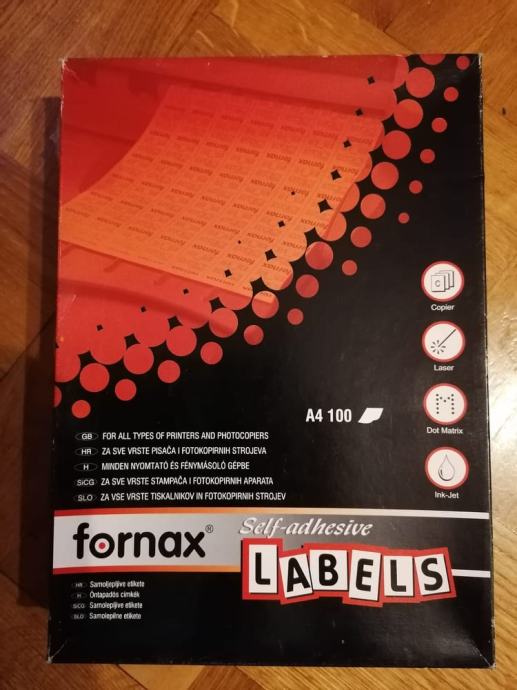 Copier
Laser
A4 100
Dot Matrix
Ink-Jet
GB FOR ALL TYPES OF PRINTERS AND PHOTOCOPIERS
HR ZA SVE VRSTE PISAČA I FOTOKOPIRNIH STROJEVA
H MINDEN NYOMTATÓ ÉS FÉNYMÁSOLÓ GÉPBE
SiCG ZA SVE VRSTE STAMPAČA I FOTOKOPIRNIH APARATA
SLO ZA VSE VRSTE TISKALNIKOV IN FOTOKOPIRNIH STROJEV
fornax®
Self-adhesive
LABELS
HR Samoljepljive etikete
H Öntapadós címkék
SiCG Samolepljive etikete
SLO Samolepilne etikete